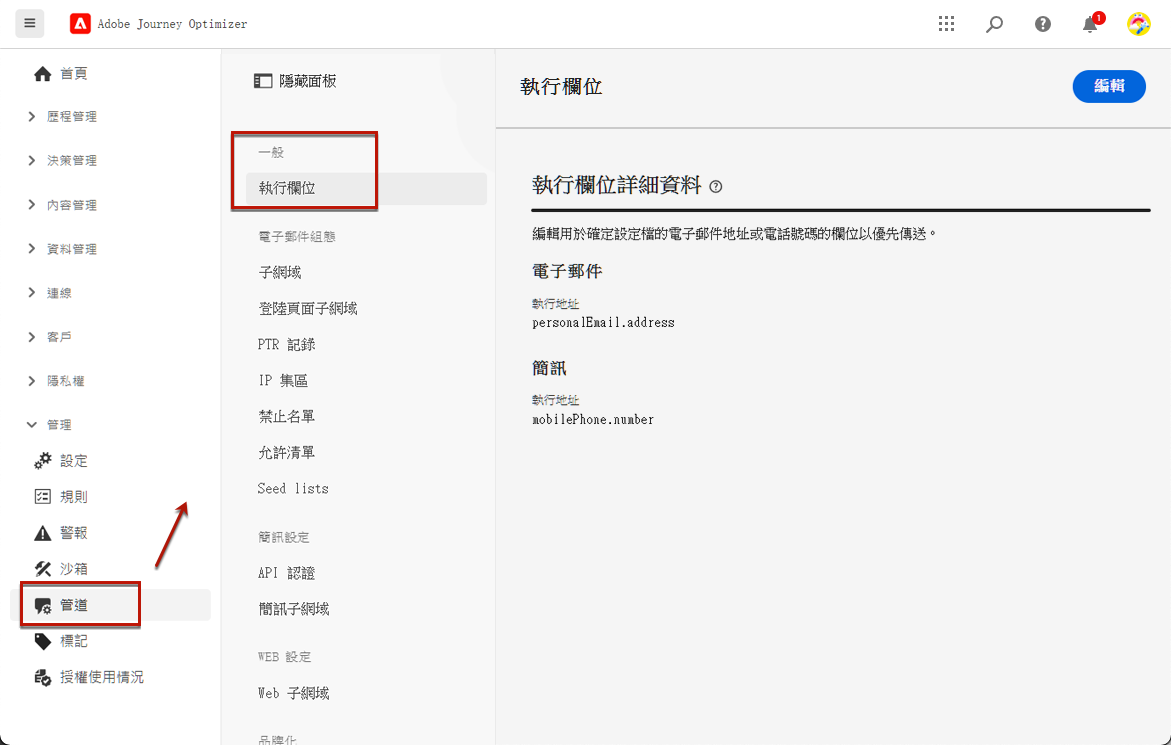 Adobe Journey Optimizer
1
首頁
歷程管理
決策管理
內容管理
資料管理
連線
客戶
隱私權
管理
設定
規則
警報
沙箱
管道
標記
授權使用情況
隱藏面板
一般
執行欄位
電子郵件組態
子網域
登陸頁面子網域
PTR 記錄
IP 集區
禁止名單
允許清單
Seed lists
簡訊設定
API 認證
簡訊子網域
WEB 設定
Web 子網域
品牌化
執行欄位
編輯
執行欄位詳細資料
編輯用於確定設定檔的電子郵件地址或電話號碼的欄位以優先傳送。
電子郵件
執行地址
personalEmail.address
簡訊
執行地址
mobilePhone.number